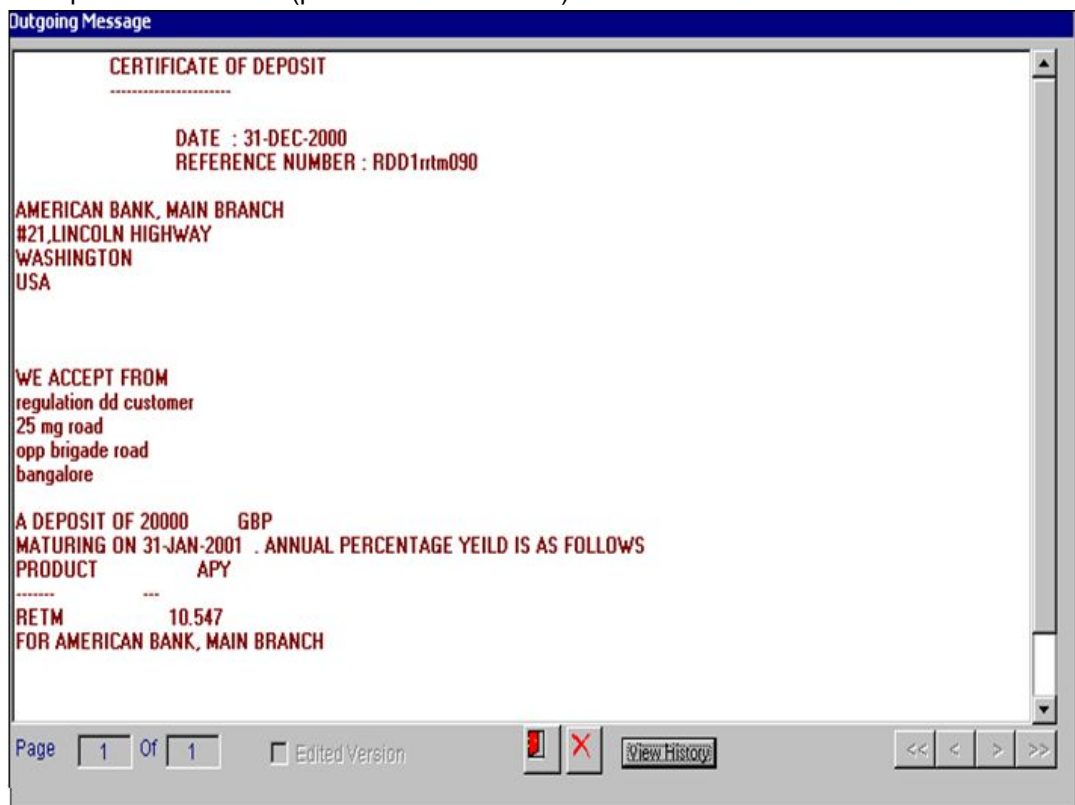 Outgoing Message
CERTIFICATE OF DEPOSIT
----------------------
DATE : 31-DEC-2000
REFERENCE NUMBER : RDD1rrtm090
AMERICAN BANK, MAIN BRANCH
#21,LINCOLN HIGHWAY
WASHINGTON
USA
WE ACCEPT FROM
regulation dd customer
25 mg road
opp brigade road
bangalore
A DEPOSIT OF 20000 GBP
MATURING ON 31-JAN-2001 . ANNUAL PERCENTAGE YEILD IS AS FOLLOWS
PRODUCT APY
------- ---
RETM 10.547
FOR AMERICAN BANK, MAIN BRANCH
Page 1 Of 1 Edited Version View History << < > >>